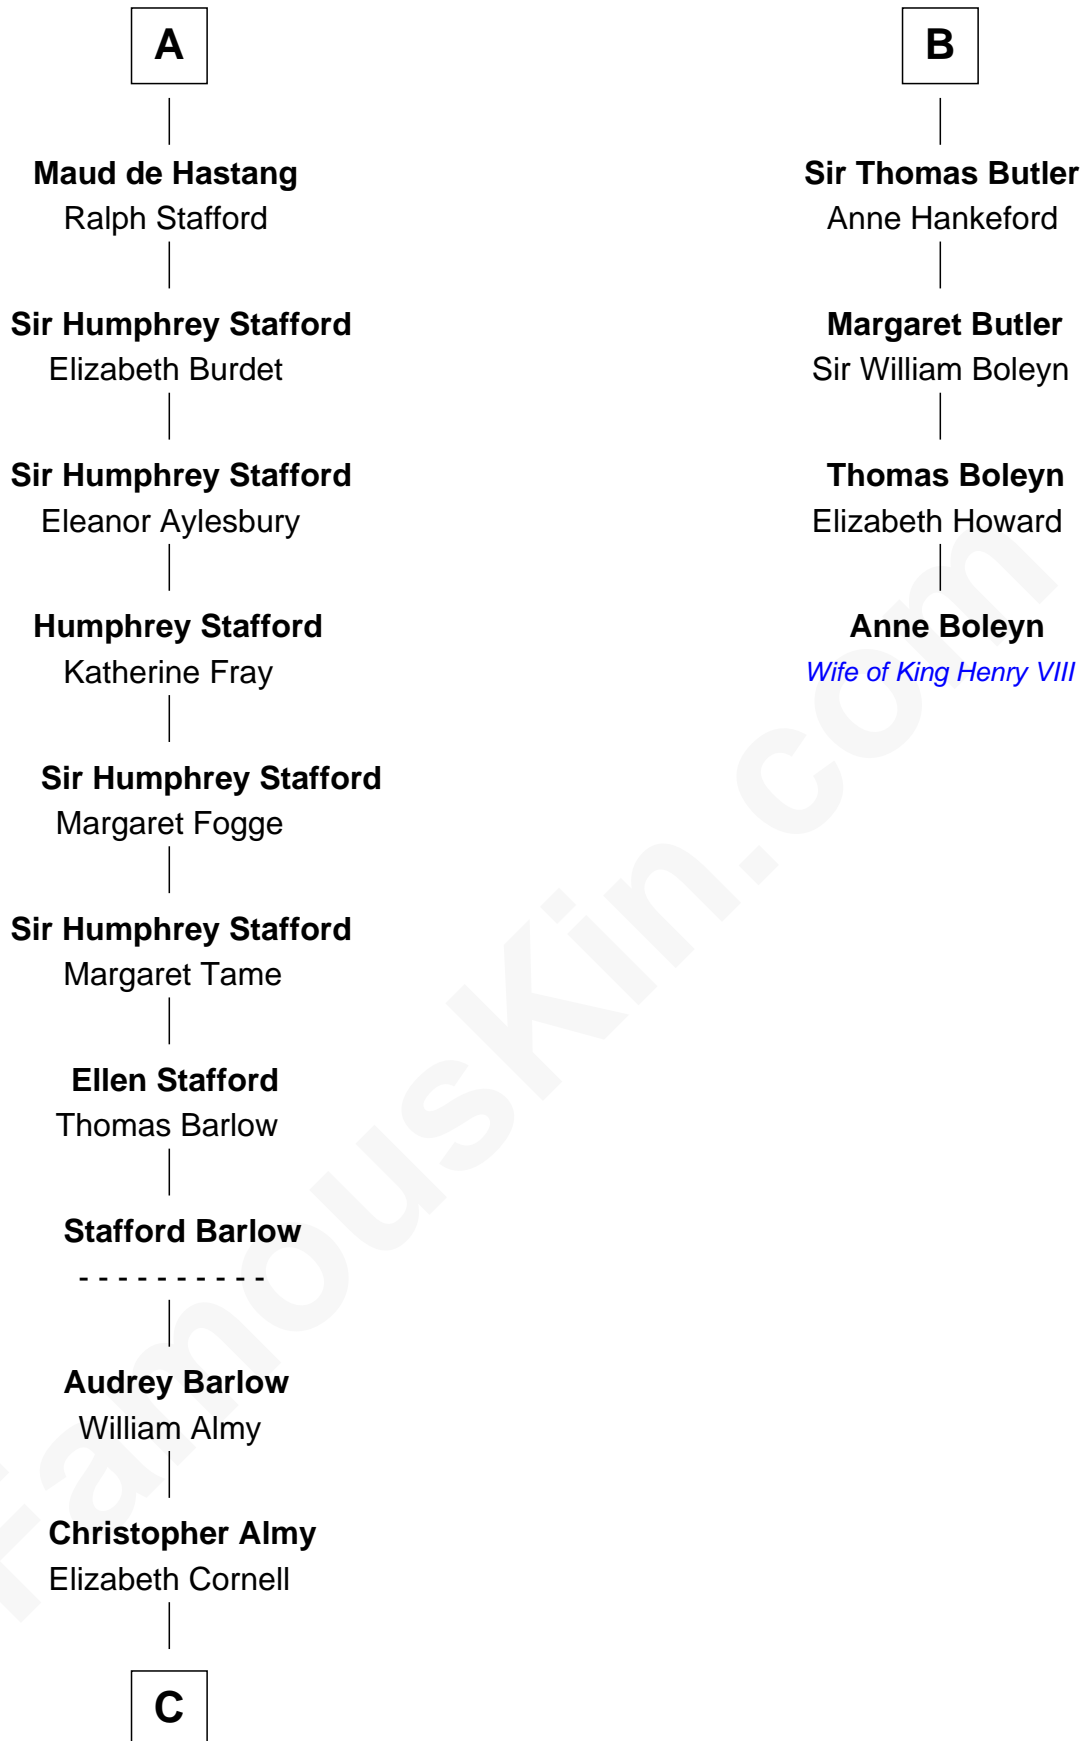 A
Maud de Hastang
Ralph Stafford
Sir Humphrey Stafford
Elizabeth Burdet
Sir Humphrey Stafford
Eleanor Aylesbury
Humphrey Stafford
Katherine Fray
Sir Humphrey Stafford
Margaret Fogge
Sir Humphrey Stafford
Margaret Tame
Ellen Stafford
Thomas Barlow
Stafford Barlow
- - - - - - - - - -
Audrey Barlow
William Almy
Christopher Almy
Elizabeth Cornell
C
B
Sir Thomas Butler
Anne Hankeford
Margaret Butler
Sir William Boleyn
Thomas Boleyn
Elizabeth Howard
Anne Boleyn
Wife of King Henry VIII
FamousKin.com